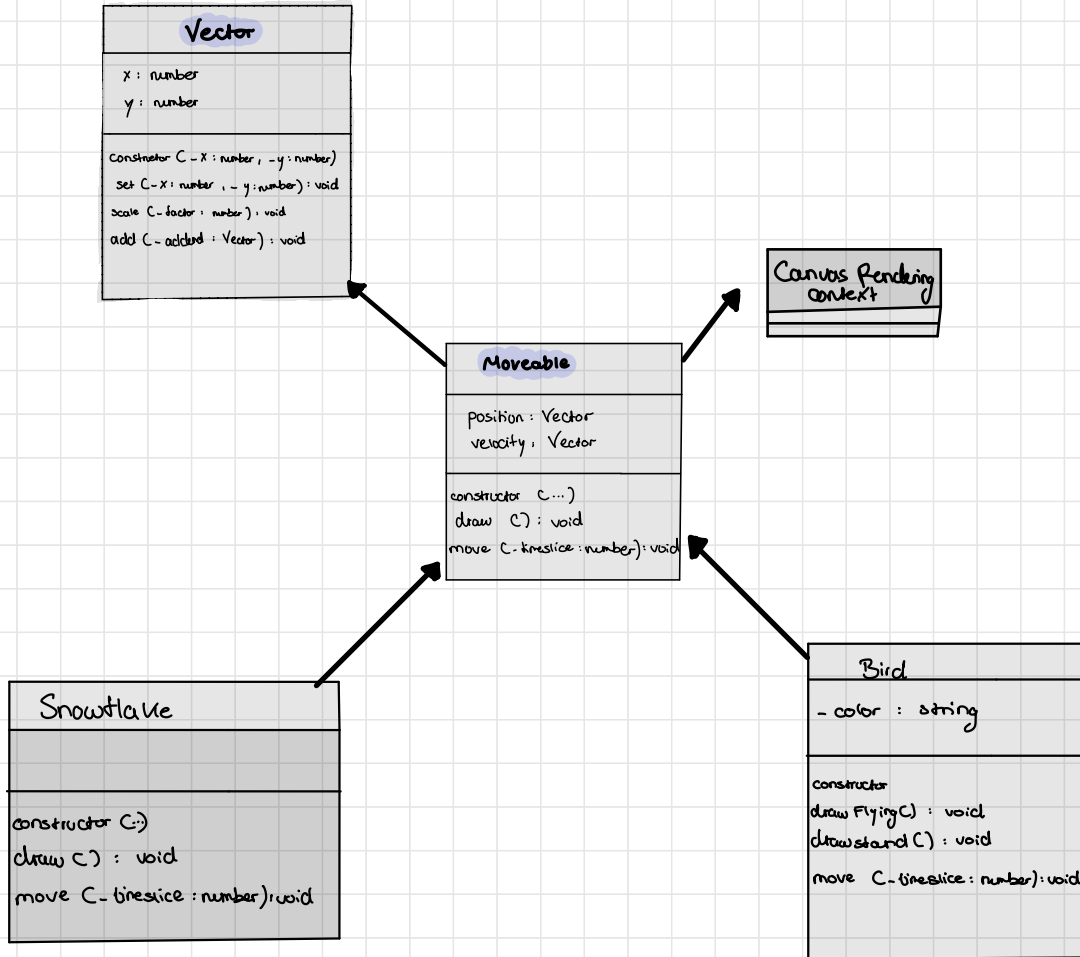 Vector
x : number
y : number
constructor (_x : number, _y : number)
set (_x : number, _y : number) : void
scale (_factor : number) : void
add (_addend : Vector) : void
Canvas Rendering
context
Moveable
position : Vector
velocity : Vector
constructor (...)
draw () : void
move (_timeslice : number) : void
Snowflake
constructor (..)
draw () : void
move (_timeslice : number) : void
Bird
- color : string
constructor
draw Flying () : void
draw stand () : void
move (_timeslice : number) : void